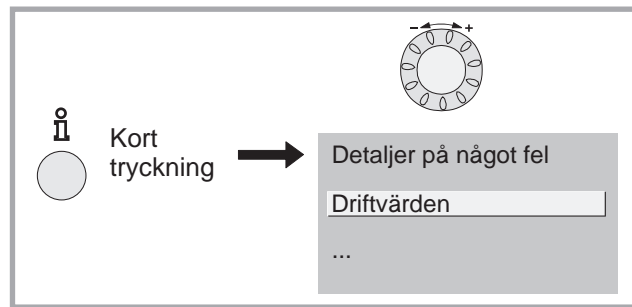 - +
Kort
tryckning
Detaljer på något fel
Driftvärden
...